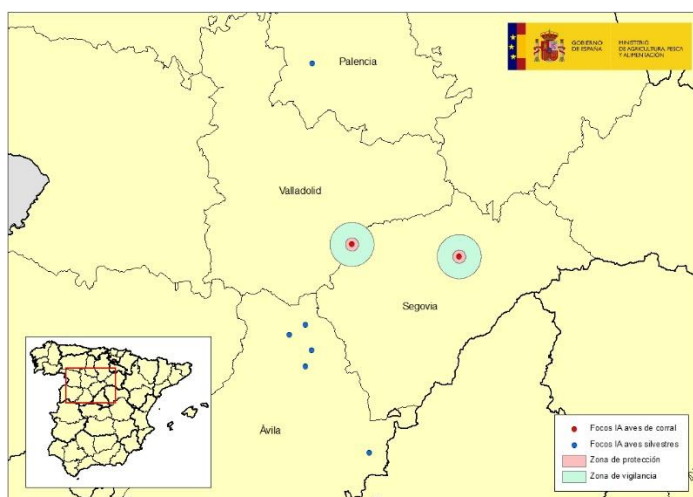 GOBIERNO
DE ESPAÑA
MINISTERIO
DE AGRICULTURA, PESCA
Y ALIMENTACIÓN
Palencia
Valladolid
Segovia
Ávila
Focos IA aves de corral
Focos IA aves silvestres
Zona de protección
Zona de vigilancia